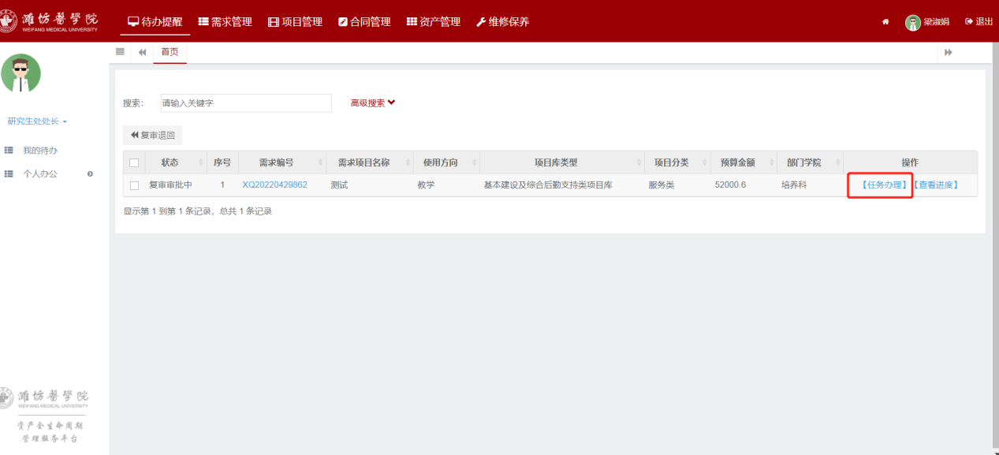 濰坊醫學院
WEIFANG MEDICAL UNIVERSITY
待办提醒 需求管理 项目管理 合同管理 资产管理 维修保养
梁淑娟 退出
首页
搜索： 请输入关键字 高级搜索
研究生处处长
复审退回
我的待办
个人办公
状态 序号 需求编号 需求项目名称 使用方向 项目库类型 项目分类 预算金额 部门学院 操作
复审审批中 1 XQ20220429862 测试 教学 基本建设及综合后勤支持类项目库 服务类 52000.6 培养科 【任务办理】【查看进度】
显示第 1 到第 1 条记录，总共 1 条记录
濰坊醫學院
WEIFANG MEDICAL UNIVERSITY
资产全生命周期
管理服务平台